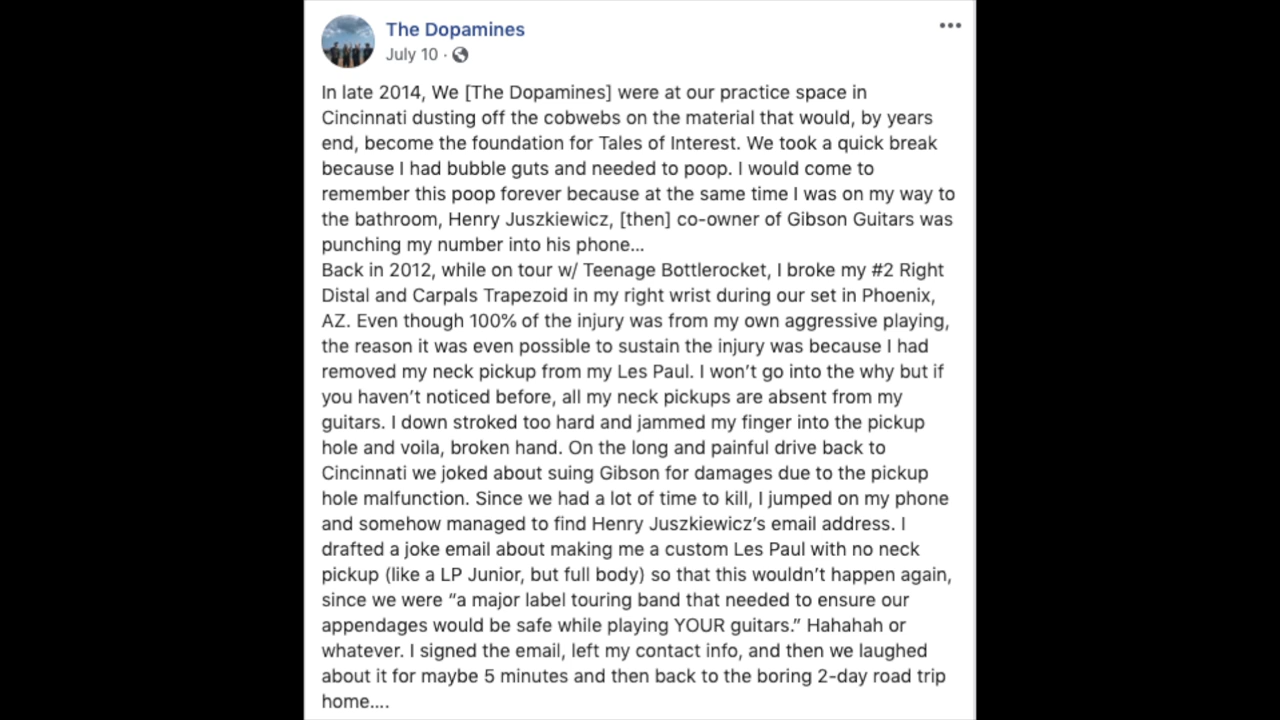 The Dopamines
July 10 ·
In late 2014, We [The Dopamines] were at our practice space in
Cincinnati dusting off the cobwebs on the material that would, by years
end, become the foundation for Tales of Interest. We took a quick break
because I had bubble guts and needed to poop. I would come to
remember this poop forever because at the same time I was on my way to
the bathroom, Henry Juszkiewicz, [then] co-owner of Gibson Guitars was
punching my number into his phone...
Back in 2012, while on tour w/ Teenage Bottlerocket, I broke my #2 Right
Distal and Carpals Trapezoid in my right wrist during our set in Phoenix,
AZ. Even though 100% of the injury was from my own aggressive playing,
the reason it was even possible to sustain the injury was because I had
removed my neck pickup from my Les Paul. I won’t go into the why but if
you haven’t noticed before, all my neck pickups are absent from my
guitars. I down stroked too hard and jammed my finger into the pickup
hole and voila, broken hand. On the long and painful drive back to
Cincinnati we joked about suing Gibson for damages due to the pickup
hole malfunction. Since we had a lot of time to kill, I jumped on my phone
and somehow managed to find Henry Juszkiewicz’s email address. I
drafted a joke email about making me a custom Les Paul with no neck
pickup (like a LP Junior, but full body) so that this wouldn’t happen again,
since we were “a major label touring band that needed to ensure our
appendages would be safe while playing YOUR guitars.” Hahahah or
whatever. I signed the email, left my contact info, and then we laughed
about it for maybe 5 minutes and then back to the boring 2-day road trip
home....